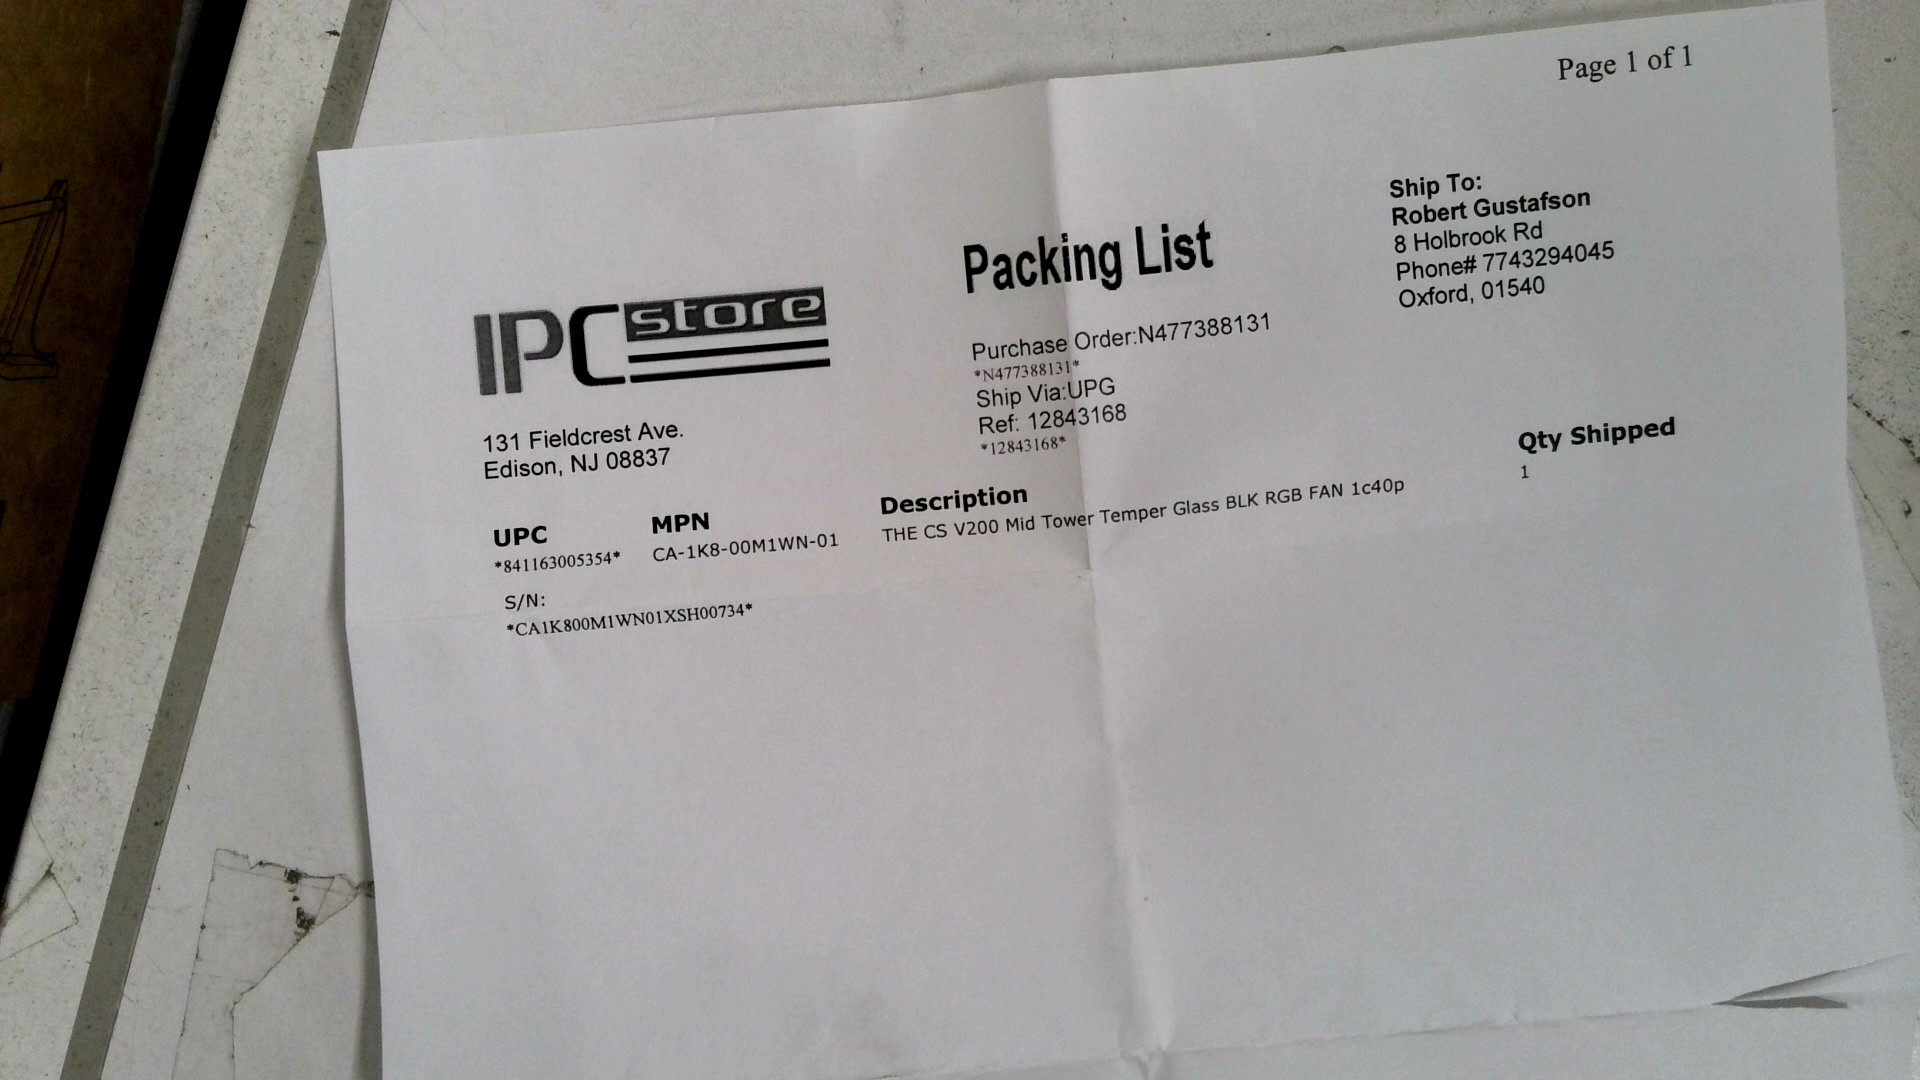 Page 1 of 1
IPC store
131 Fieldcrest Ave.
Edison, NJ 08837
Packing List
Purchase Order:N477388131
*N477388131*
Ship Via:UPG
Ref: 12843168
*12843168*
Ship To:
Robert Gustafson
8 Holbrook Rd
Phone# 7743294045
Oxford, 01540
UPC MPN Description Qty Shipped
*841163005354* CA-1K8-00M1WN-01 THE CS V200 Mid Tower Temper Glass BLK RGB FAN 1c40p 1
S/N:
*CA1K800M1WN01XSH00734*